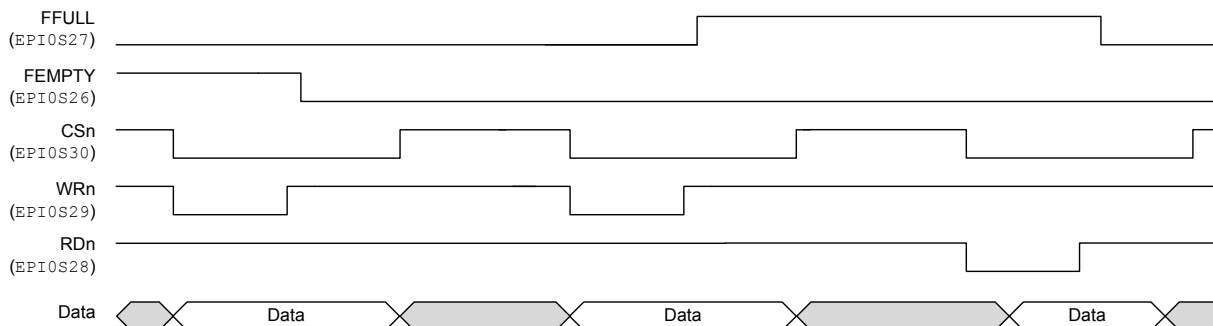 FFULL
(EPI0S27)
FEMPTY
(EPI0S26)
CSn
(EPI0S30)
WRn
(EPI0S29)
RDn
(EPI0S28)
Data Data Data Data